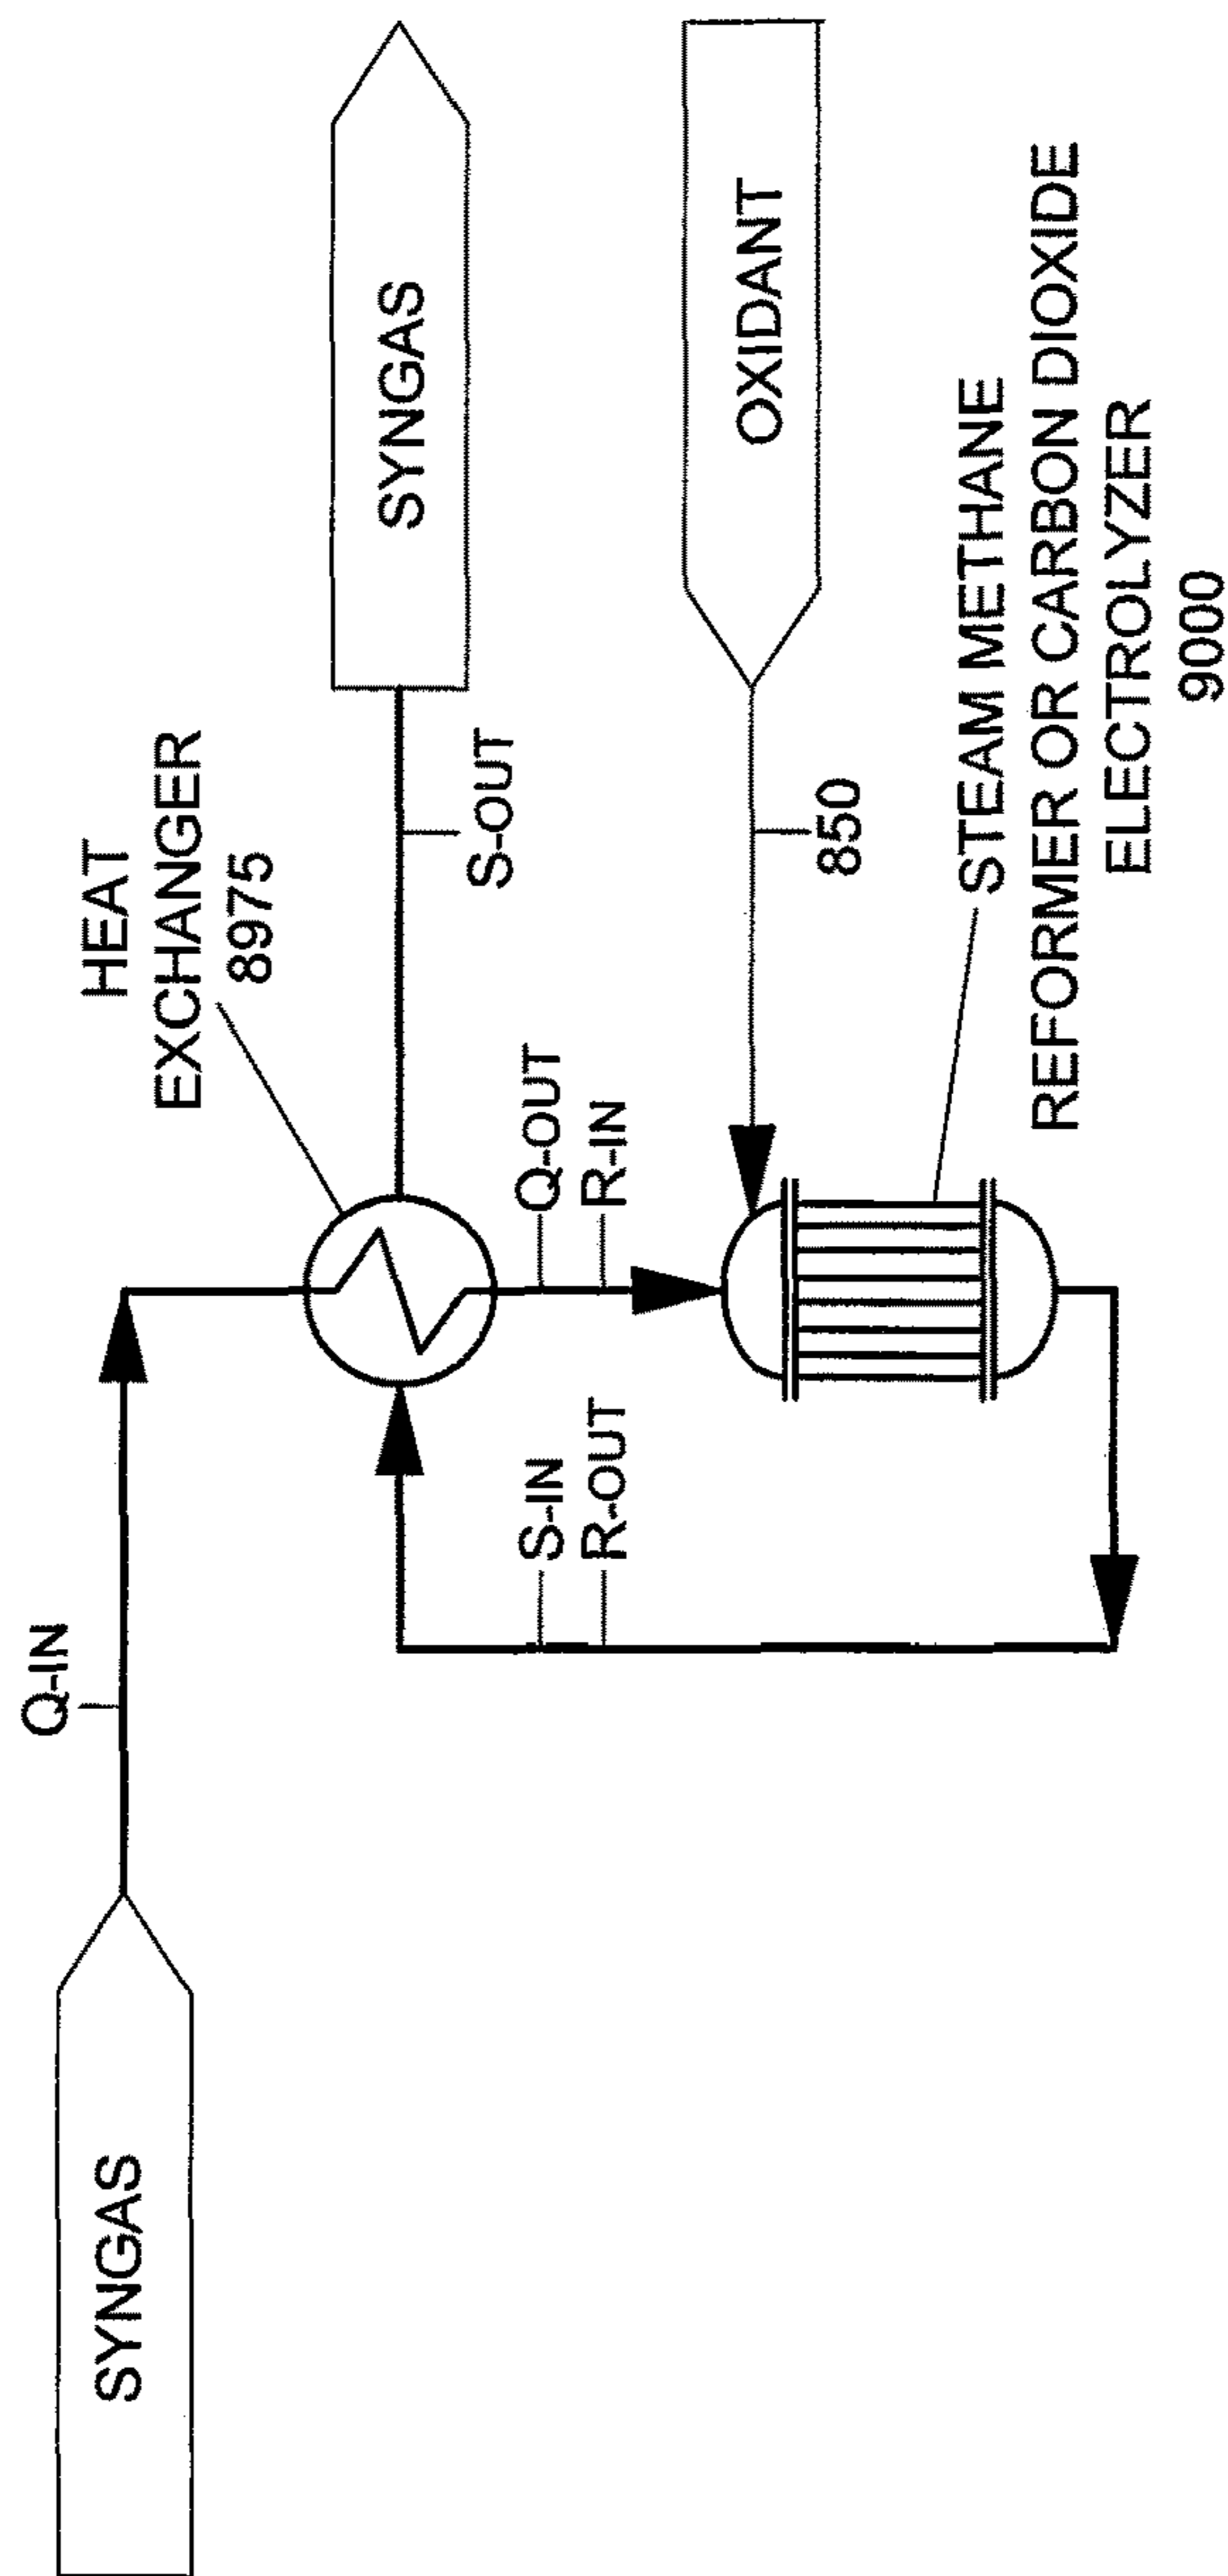 SYNGAS
Q-IN
HEAT
EXCHANGER
8975
SYNGAS
S-OUT
Q-OUT
R-IN
S-IN
R-OUT
OXIDANT
850
STEAM METHANE
REFORMER OR CARBON DIOXIDE
ELECTROLYZER
9000